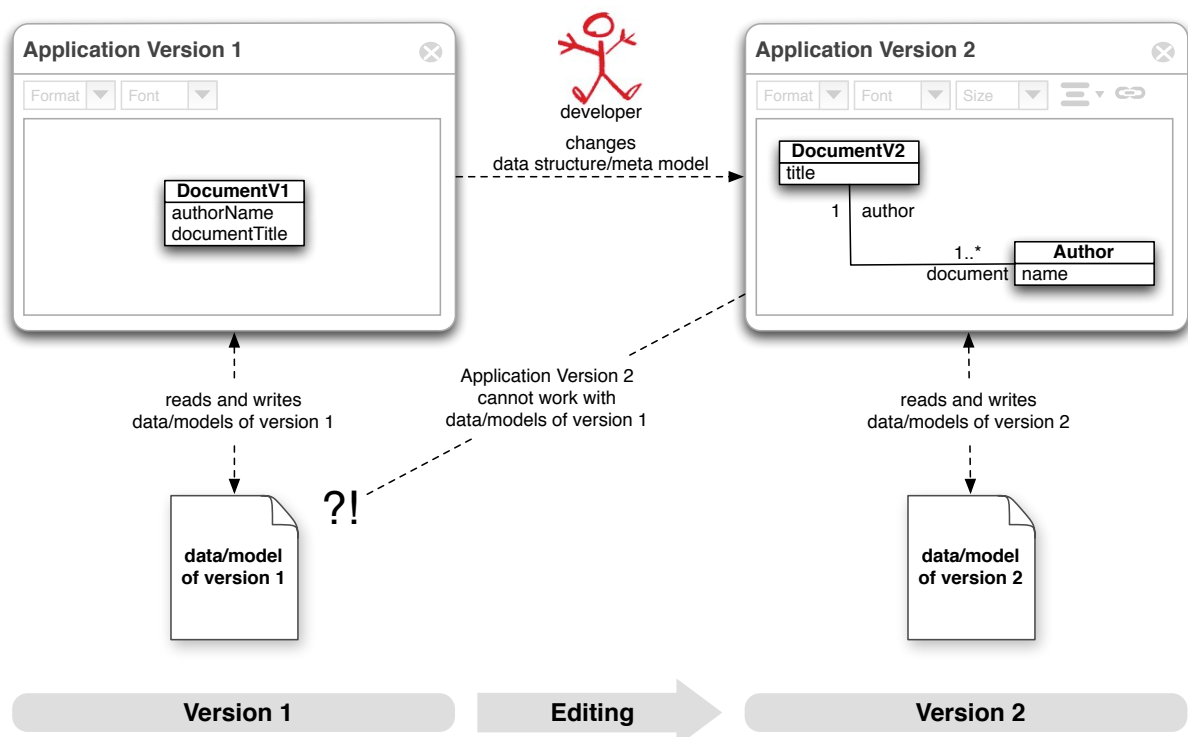 Application Version 1
Format
Font
DocumentV1
authorName
documentTitle
developer
changes
data structure/meta model
Application Version 2
Format
Font
Size
DocumentV2
title
1
author
1..*
document
Author
name
reads and writes
data/models of version 1
Application Version 2
cannot work with
data/models of version 1
reads and writes
data/models of version 2
?!
data/model
of version 1
data/model
of version 2
Version 1
Editing
Version 2